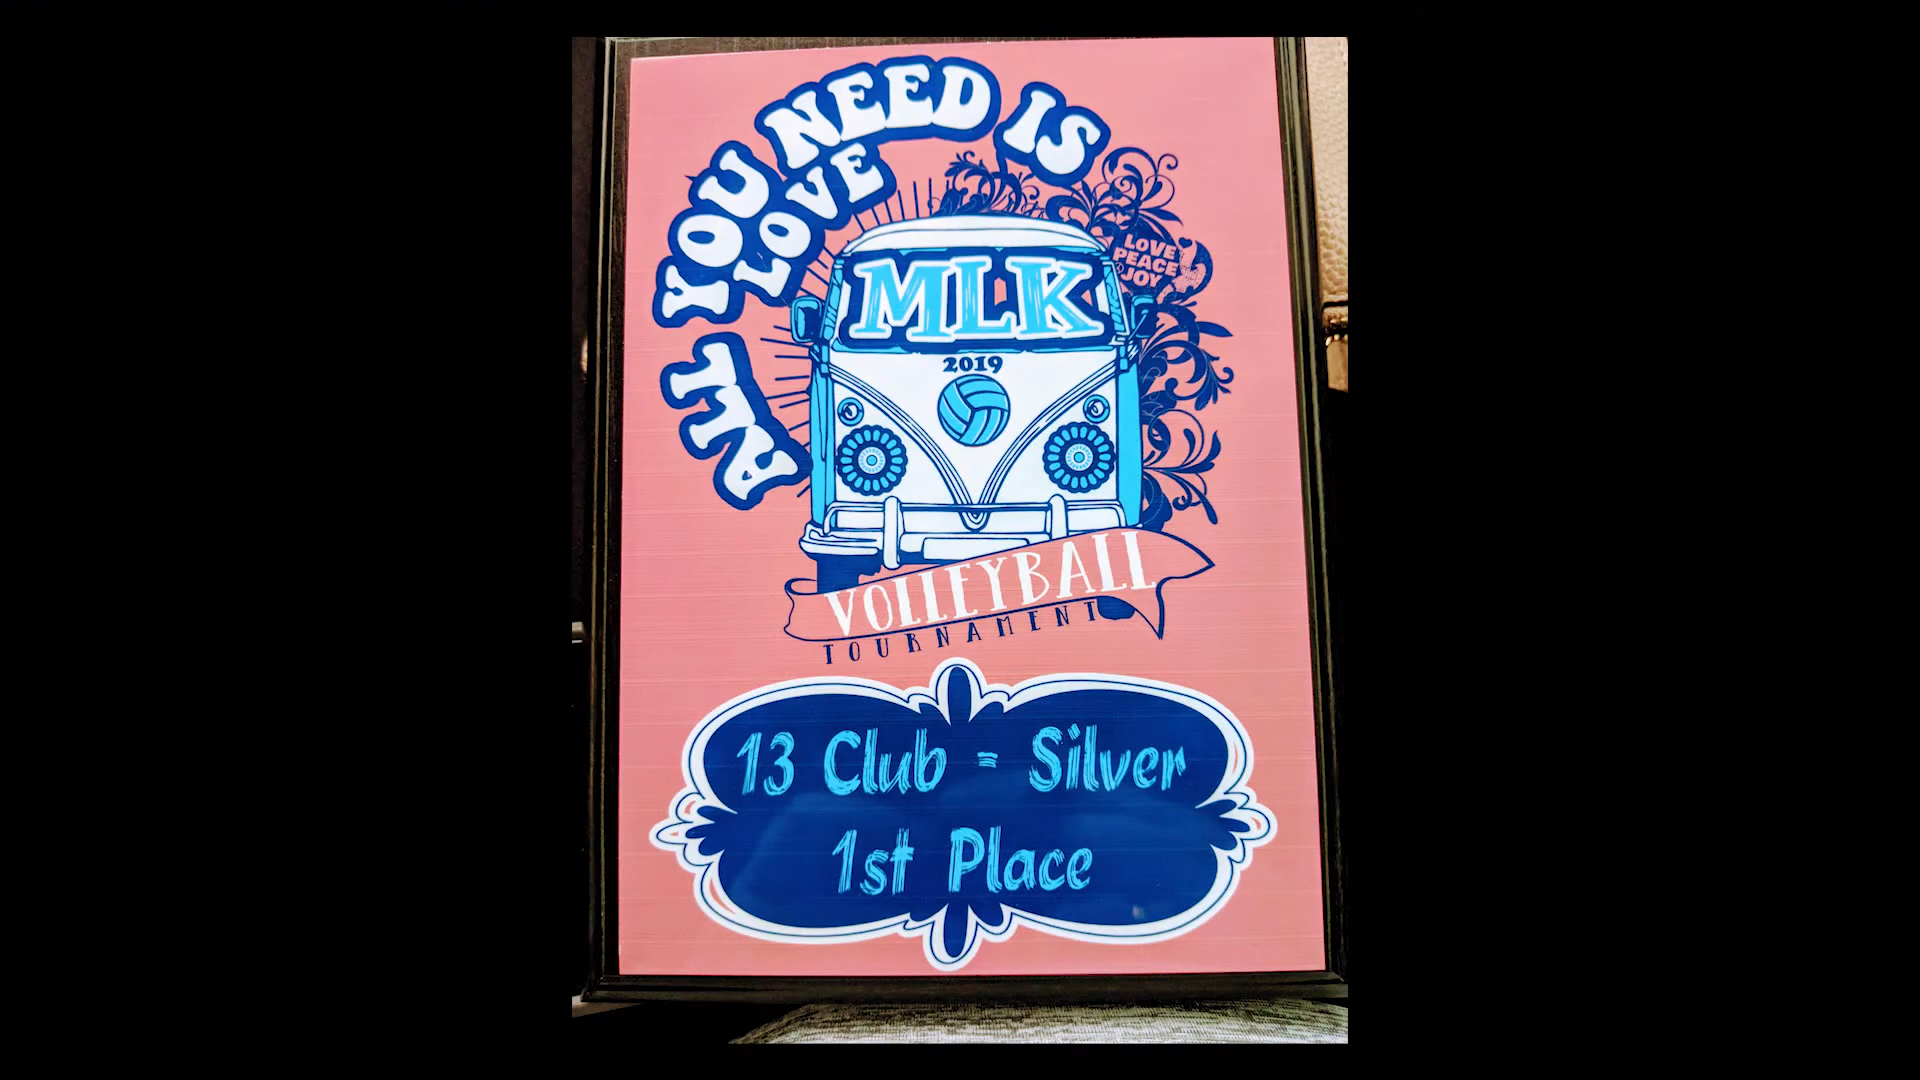 ALL YOU NEED IS
LOVE
LOVE
PEACE
& JOY
MLK
2019
VOLLEYBALL
TOURNAMENT
13 Club - Silver
1st Place